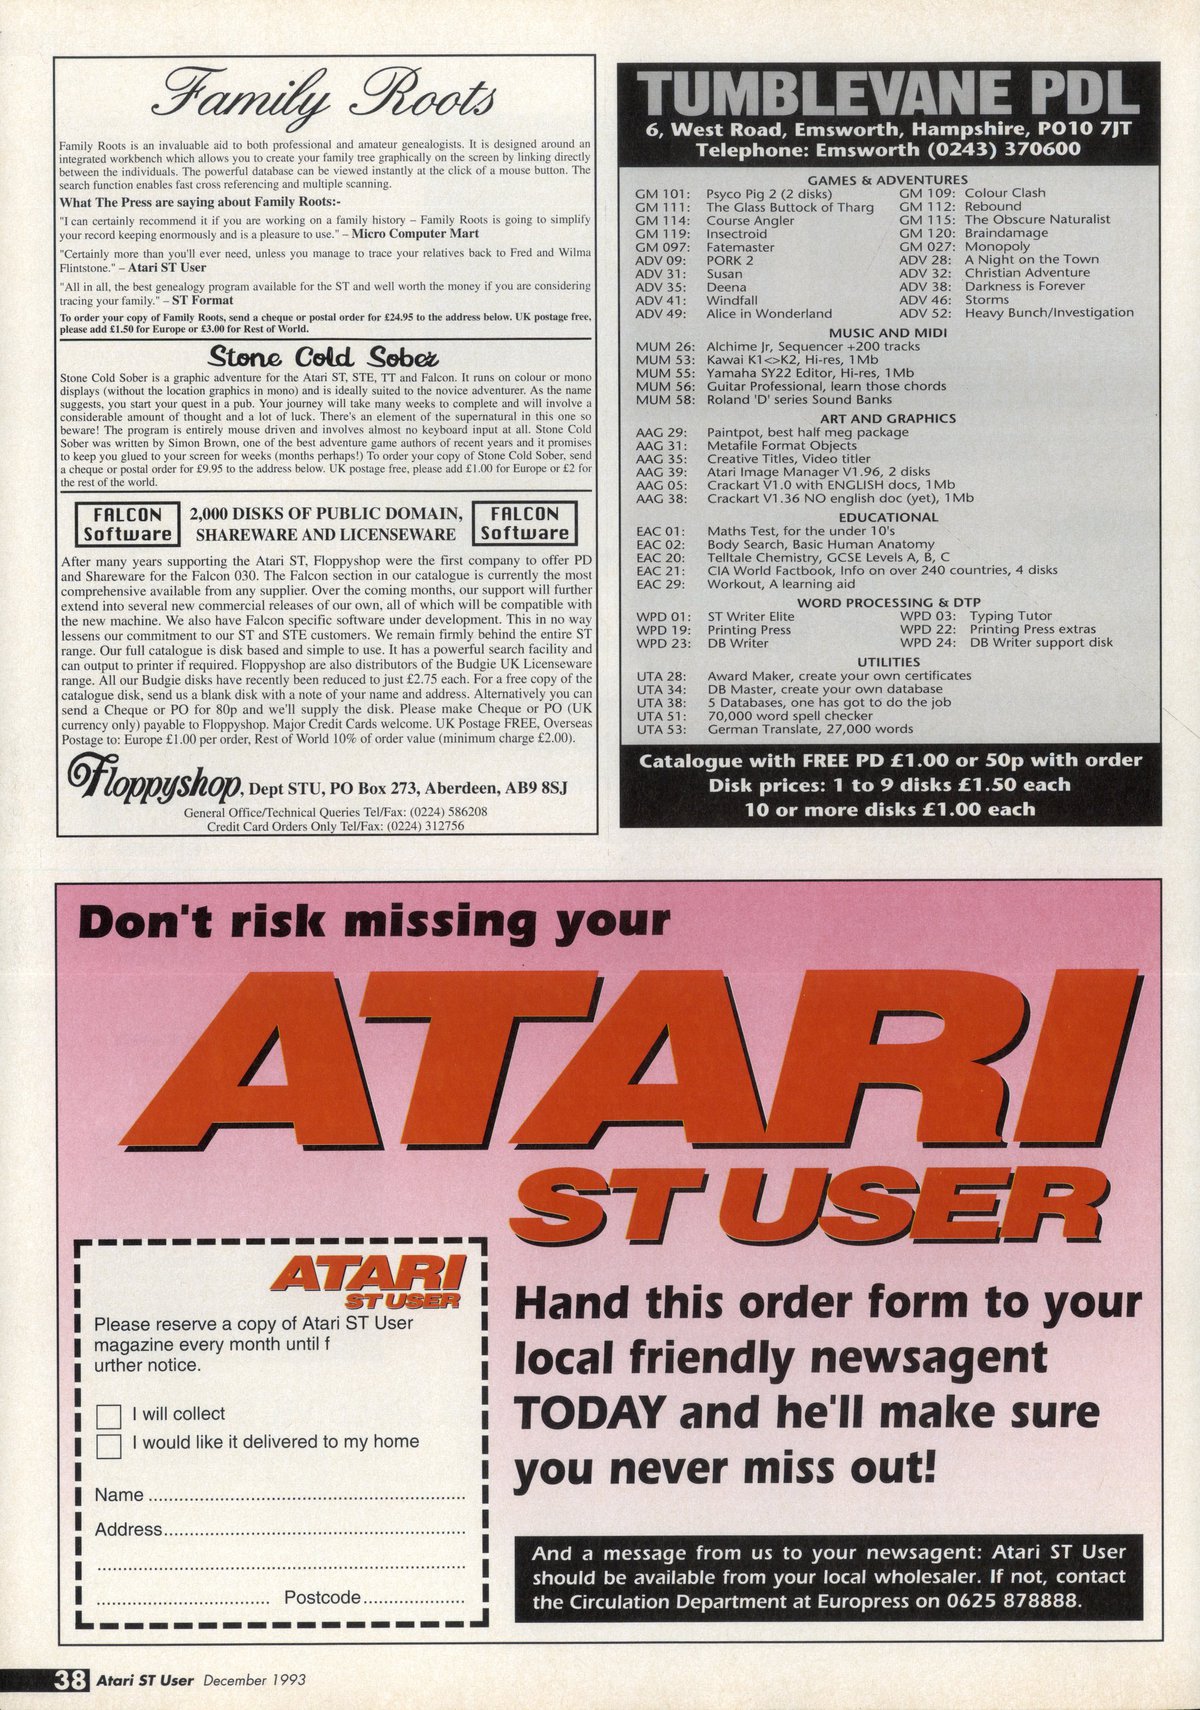 Family Roots
Family Roots is an invaluable aid to both professional and amateur genealogists. It is designed around an
integrated workbench which allows you to create your family tree graphically on the screen by linking directly
between the individuals. The powerful database can be viewed instantly at the click of a mouse button. The
search function enables fast cross referencing and multiple scanning.
What The Press are saying about Family Roots:-
"I can certainly recommend it if you are working on a family history – Family Roots is going to simplify
your record keeping enormously and is a pleasure to use." – Micro Computer Mart
"Certainly more than you'll ever need, unless you manage to trace your relatives back to Fred and Wilma
Flintstone." – Atari ST User
"All in all, the best genealogy program available for the ST and well worth the money if you are considering
tracing your family." – ST Format
To order your copy of Family Roots, send a cheque or postal order for £24.95 to the address below. UK postage free,
please add £1.50 for Europe or £3.00 for Rest of World.
Stone Cold Sober
Stone Cold Sober is a graphic adventure for the Atari ST, STE, TT and Falcon. It runs on colour or mono
displays (without the location graphics in mono) and is ideally suited to the novice adventurer. As the name
suggests, you start your quest in a pub. Your journey will take many weeks to complete and will involve a
considerable amount of thought and a lot of luck. There's an element of the supernatural in this one so
beware! The program is entirely mouse driven and involves almost no keyboard input at all. Stone Cold
Sober was written by Simon Brown, one of the best adventure game authors of recent years and it promises
to keep you glued to your screen for weeks (months perhaps!) To order your copy of Stone Cold Sober, send
a cheque or postal order for £9.95 to the address below. UK postage free, please add £1.00 for Europe or £2 for
the rest of the world.
FALCON Software
2,000 DISKS OF PUBLIC DOMAIN,
SHAREWARE AND LICENSEWARE
FALCON Software
After many years supporting the Atari ST, Floppyshop were the first company to offer PD
and Shareware for the Falcon 030. The Falcon section in our catalogue is currently the most
comprehensive available from any supplier. Over the coming months, our support will further
extend into several new commercial releases of our own, all of which will be compatible with
the new machine. We also have Falcon specific software under development. This in no way
lessens our commitment to our ST and STE customers. We remain firmly behind the entire ST
range. Our full catalogue is disk based and simple to use. It has a powerful search facility and
can output to printer if required. Floppyshop are also distributors of the Budgie UK Licenseware
range. All our Budgie disks have recently been reduced to just £2.75 each. For a free copy of the
catalogue disk, send us a blank disk with a note of your name and address. Alternatively you can
send a Cheque or PO for 80p and we'll supply the disk. Please make Cheque or PO (UK
currency only) payable to Floppyshop. Major Credit Cards welcome. UK Postage FREE, Overseas
Postage to: Europe £1.00 per order, Rest of World 10% of order value (minimum charge £2.00).
Floppyshop, Dept STU, PO Box 273, Aberdeen, AB9 8SJ
General Office/Technical Queries Tel/Fax: (0224) 586208
Credit Card Orders Only Tel/Fax: (0224) 312756
TUMBLEVANE PDL
6, West Road, Emsworth, Hampshire, PO10 7JT
Telephone: Emsworth (0243) 370600
GAMES & ADVENTURES
GM 101: Psyco Pig 2 (2 disks) GM 109: Colour Clash
GM 111: The Glass Buttock of Tharg GM 112: Rebound
GM 114: Course Angler GM 115: The Obscure Naturalist
GM 119: Insectroid GM 120: Braindamage
GM 097: Fatemaster GM 027: Monopoly
ADV 09: PORK 2 ADV 28: A Night on the Town
ADV 31: Susan ADV 32: Christian Adventure
ADV 35: Deena ADV 38: Darkness is Forever
ADV 41: Windfall ADV 46: Storms
ADV 49: Alice in Wonderland ADV 52: Heavy Bunch/Investigation
MUSIC AND MIDI
MUM 26: Alchime Jr, Sequencer +200 tracks
MUM 53: Kawai K1<>K2, Hi-res, 1Mb
MUM 55: Yamaha SY22 Editor, Hi-res, 1Mb
MUM 56: Guitar Professional, learn those chords
MUM 58: Roland 'D' series Sound Banks
ART AND GRAPHICS
AAG 29: Paintpot, best half meg package
AAG 31: Metafile Format Objects
AAG 35: Creative Titles, Video titler
AAG 39: Atari Image Manager V1.96, 2 disks
AAG 05: Crackart V1.0 with ENGLISH docs, 1Mb
AAG 38: Crackart V1.36 NO english doc (yet), 1Mb
EDUCATIONAL
EAC 01: Maths Test, for the under 10's
EAC 02: Body Search, Basic Human Anatomy
EAC 20: Telltale Chemistry, GCSE Levels A, B, C
EAC 21: CIA World Factbook, Info on over 240 countries, 4 disks
EAC 29: Workout, A learning aid
WORD PROCESSING & DTP
WPD 01: ST Writer Elite WPD 03: Typing Tutor
WPD 19: Printing Press WPD 22: Printing Press extras
WPD 23: DB Writer WPD 24: DB Writer support disk
UTILITIES
UTA 28: Award Maker, create your own certificates
UTA 34: DB Master, create your own database
UTA 38: 5 Databases, one has got to do the job
UTA 51: 70,000 word spell checker
UTA 53: German Translate, 27,000 words
Catalogue with FREE PD £1.00 or 50p with order
Disk prices: 1 to 9 disks £1.50 each
10 or more disks £1.00 each
Don't risk missing your
ATARI
ST USER
ATARI
ST USER
Please reserve a copy of Atari ST User
magazine every month until f
urther notice.
I will collect
I would like it delivered to my home
Name
Address
Postcode
Hand this order form to your
local friendly newsagent
TODAY and he'll make sure
you never miss out!
And a message from us to your newsagent: Atari ST User
should be available from your local wholesaler. If not, contact
the Circulation Department at Europress on 0625 878888.
38 Atari ST User December 1993